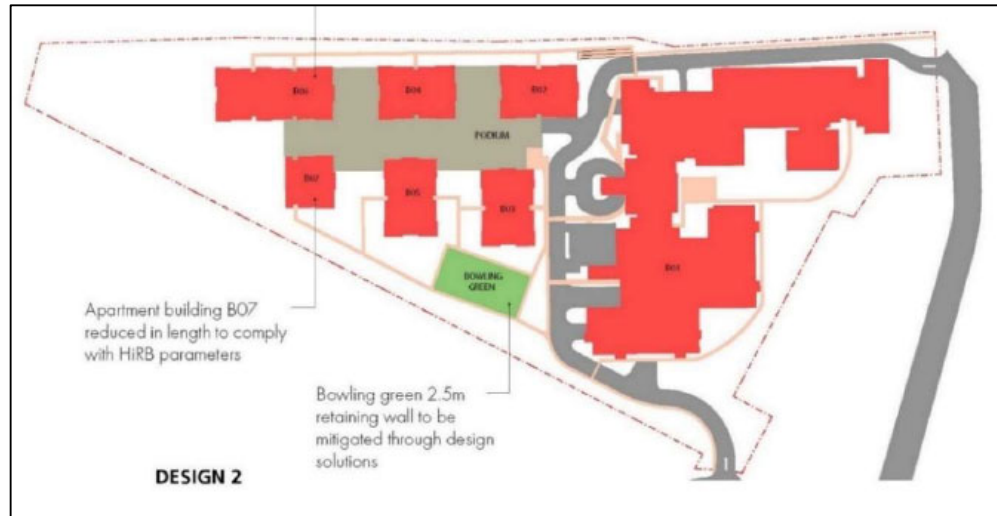 B06
B04
B02
PODIUM
B07
B05
B03
B01
BOWLING
GREEN
Apartment building B07
reduced in length to comply
with HiRB parameters
Bowling green 2.5m
retaining wall to be
mitigated through design
solutions
DESIGN 2